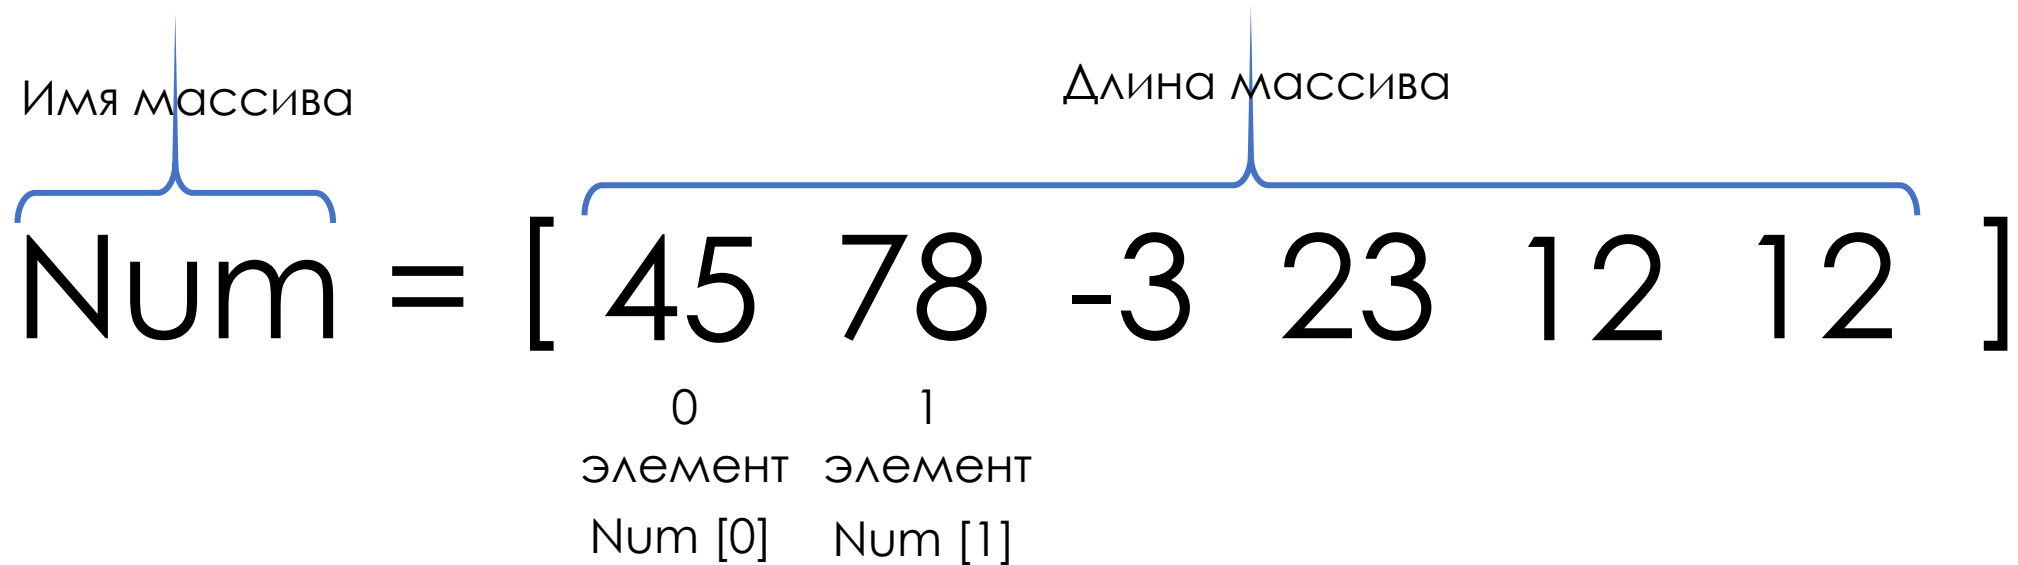 Имя массива
Длина массива
Num = [ 45 78 -3 23 12 12 ]
0 1
элемент элемент
Num [0] Num [1]